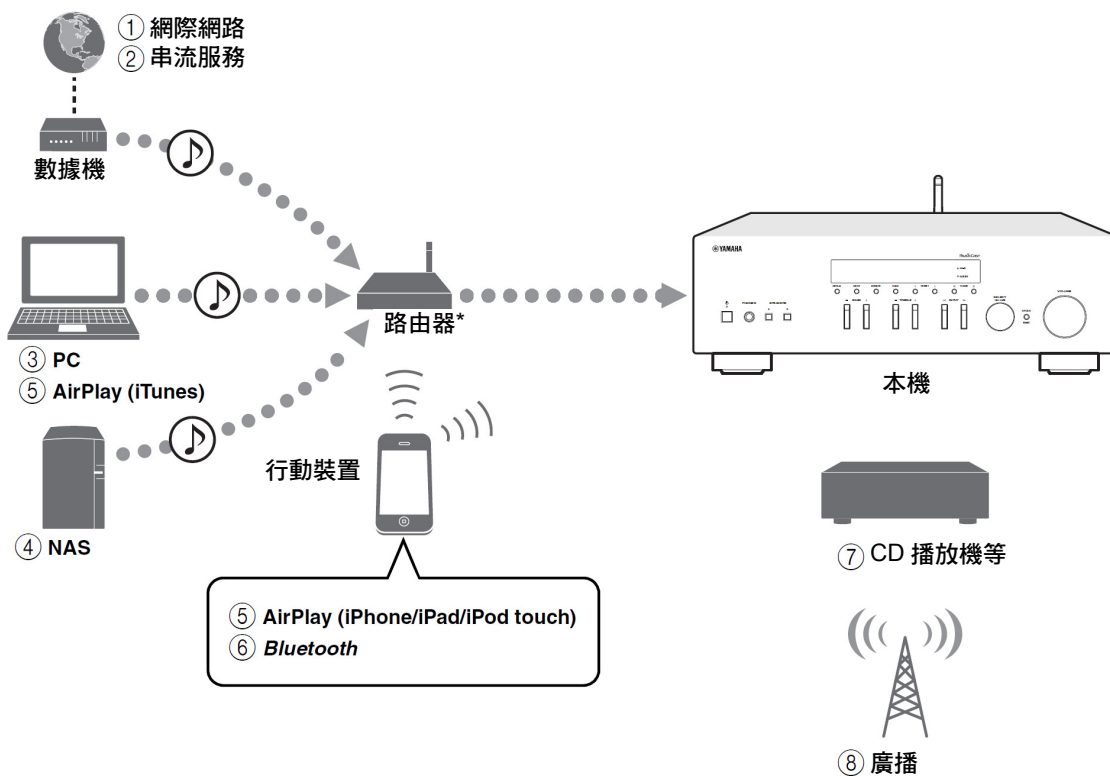 ① 網際網路
② 串流服務
數據機
③ PC
⑤ AirPlay (iTunes)
④ NAS
路由器*
行動裝置
⑤ AirPlay (iPhone/iPad/iPod touch)
⑥ Bluetooth
YAMAHA
本機
⑦ CD 播放機等
⑧ 廣播